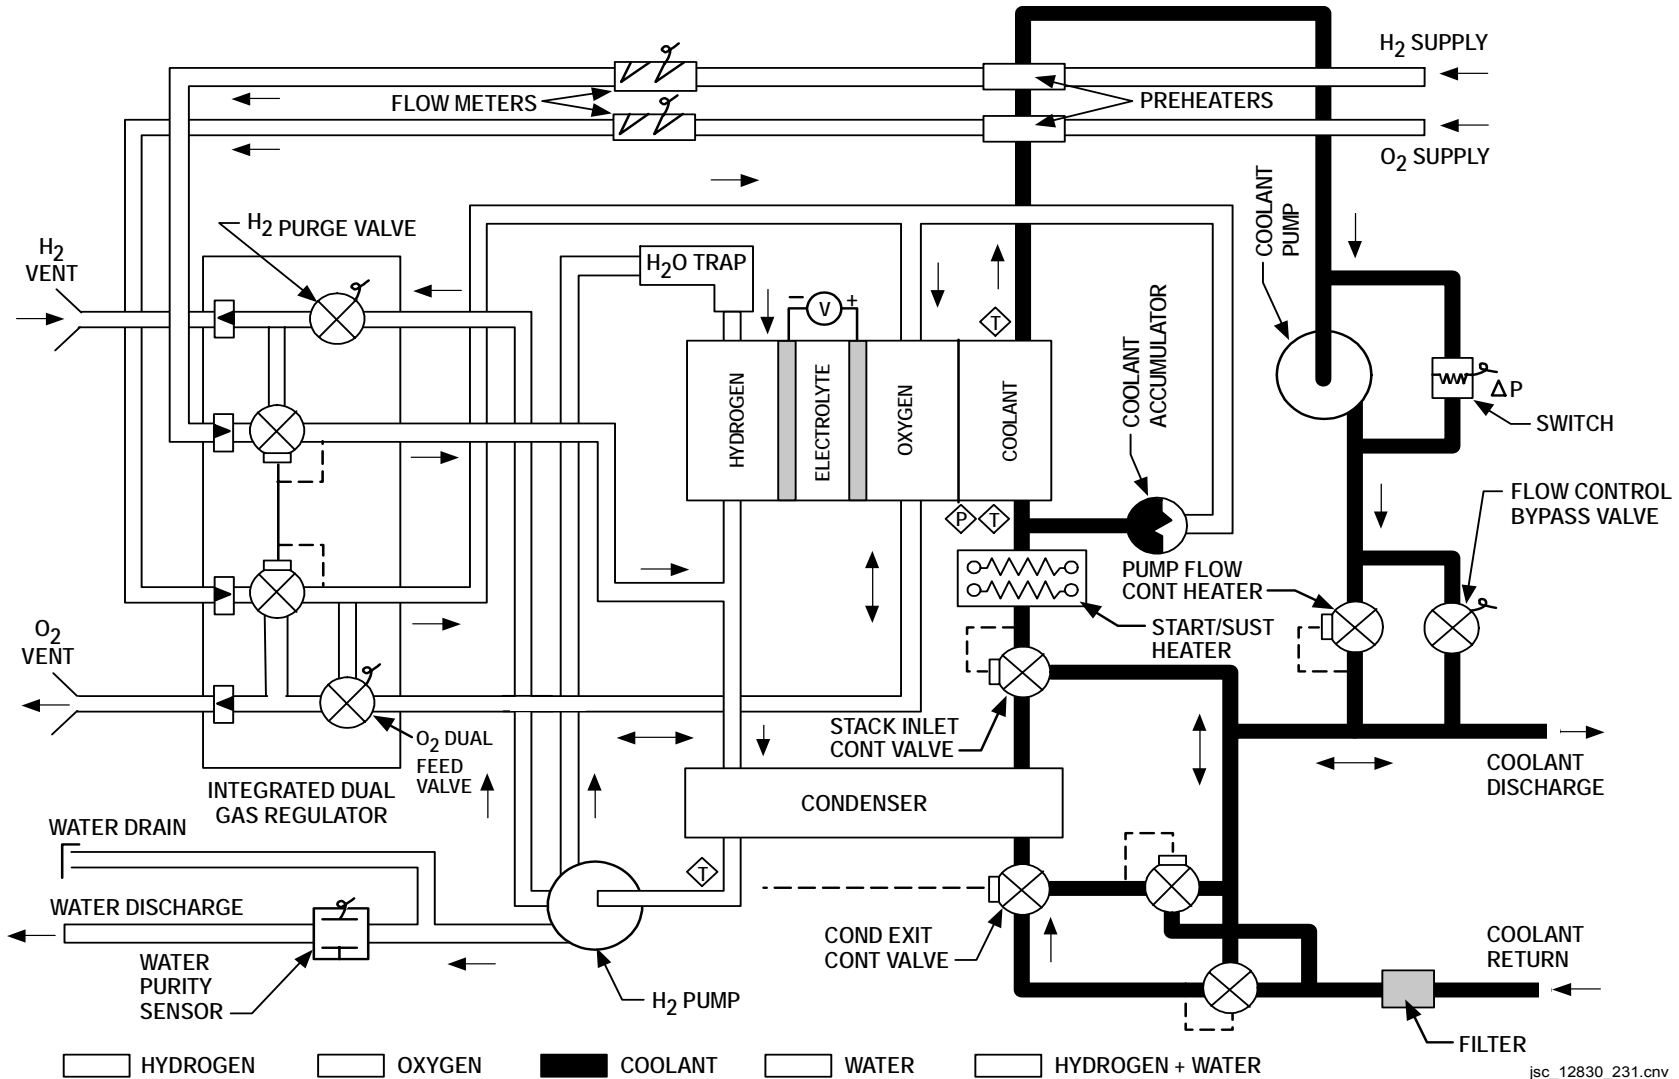 H2 SUPPLY
FLOW METERS
PREHEATERS
O2 SUPPLY
H2 PURGE VALVE
COOLANT
PUMP
H2
VENT
H2O TRAP
− V +
T
COOLANT
ACCUMULATOR
HYDROGEN
ELECTROLYTE
OXYGEN
COOLANT
ΔP
SWITCH
P T
FLOW CONTROL
BYPASS VALVE
PUMP FLOW
CONT HEATER
START/SUST
HEATER
O2
VENT
STACK INLET
CONT VALVE
O2 DUAL
FEED
VALVE
INTEGRATED DUAL
GAS REGULATOR
COOLANT
DISCHARGE
CONDENSER
WATER DRAIN
T
WATER DISCHARGE
COND EXIT
CONT VALVE
COOLANT
RETURN
WATER
PURITY
SENSOR
H2 PUMP
FILTER
HYDROGEN OXYGEN COOLANT WATER HYDROGEN + WATER
jsc_12830_231.cnv